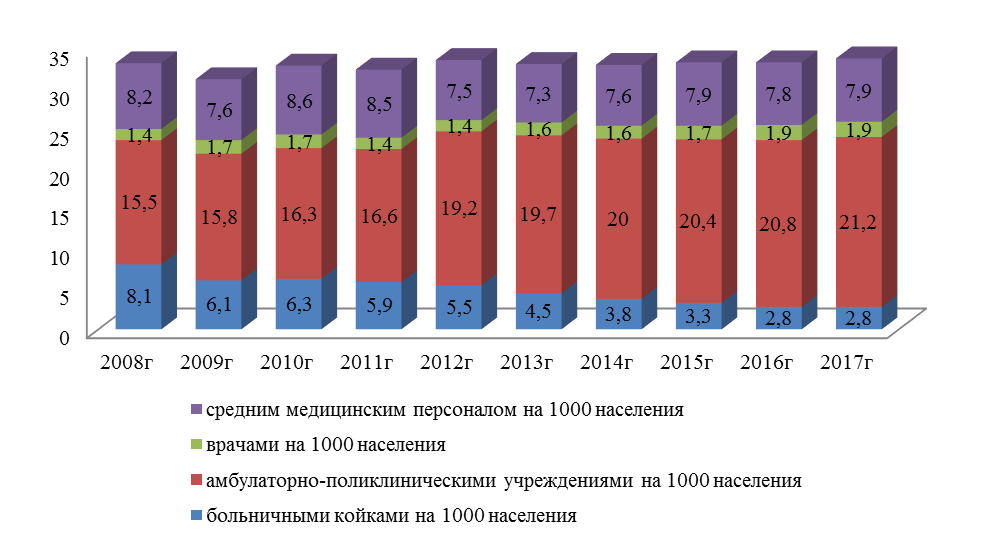 35
30
25
20
15
10
5
0
8,2 7,6 8,6 8,5 7,5 7,3 7,6 7,9 7,8 7,9
1,4 1,7 1,7 1,4 1,4 1,6 1,6 1,7 1,9 1,9
15,5 15,8 16,3 16,6 19,2 19,7 20 20,4 20,8 21,2
8,1 6,1 6,3 5,9 5,5 4,5 3,8 3,3 2,8 2,8
2008г 2009г 2010г 2011г 2012г 2013г 2014г 2015г 2016г 2017г
средним медицинским персоналом на 1000 населения
врачами на 1000 населения
амбулаторно-поликлиническими учреждениями на 1000 населения
больничными койками на 1000 населения